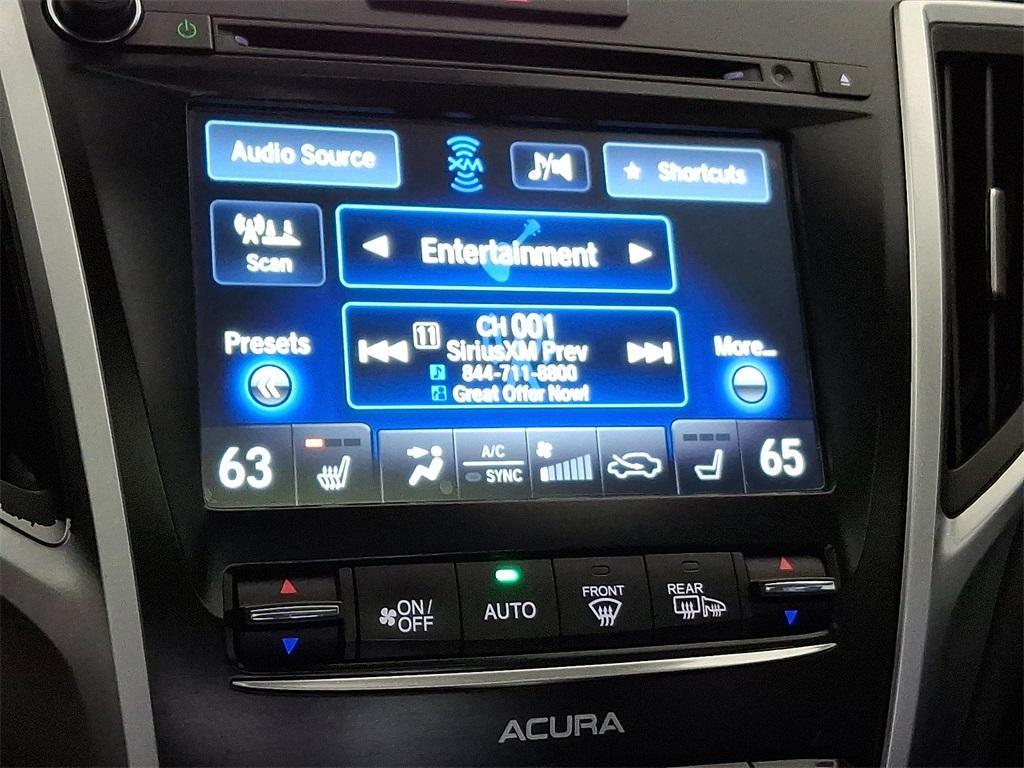 Audio Source
XM
Shortcuts
Scan
Entertainment
11
CH 001
SiriusXM Prev
844-711-8800
Great Offer Now!
Presets
More...
63
A/C
SYNC
65
ON/
OFF
AUTO
FRONT
REAR
ACURA